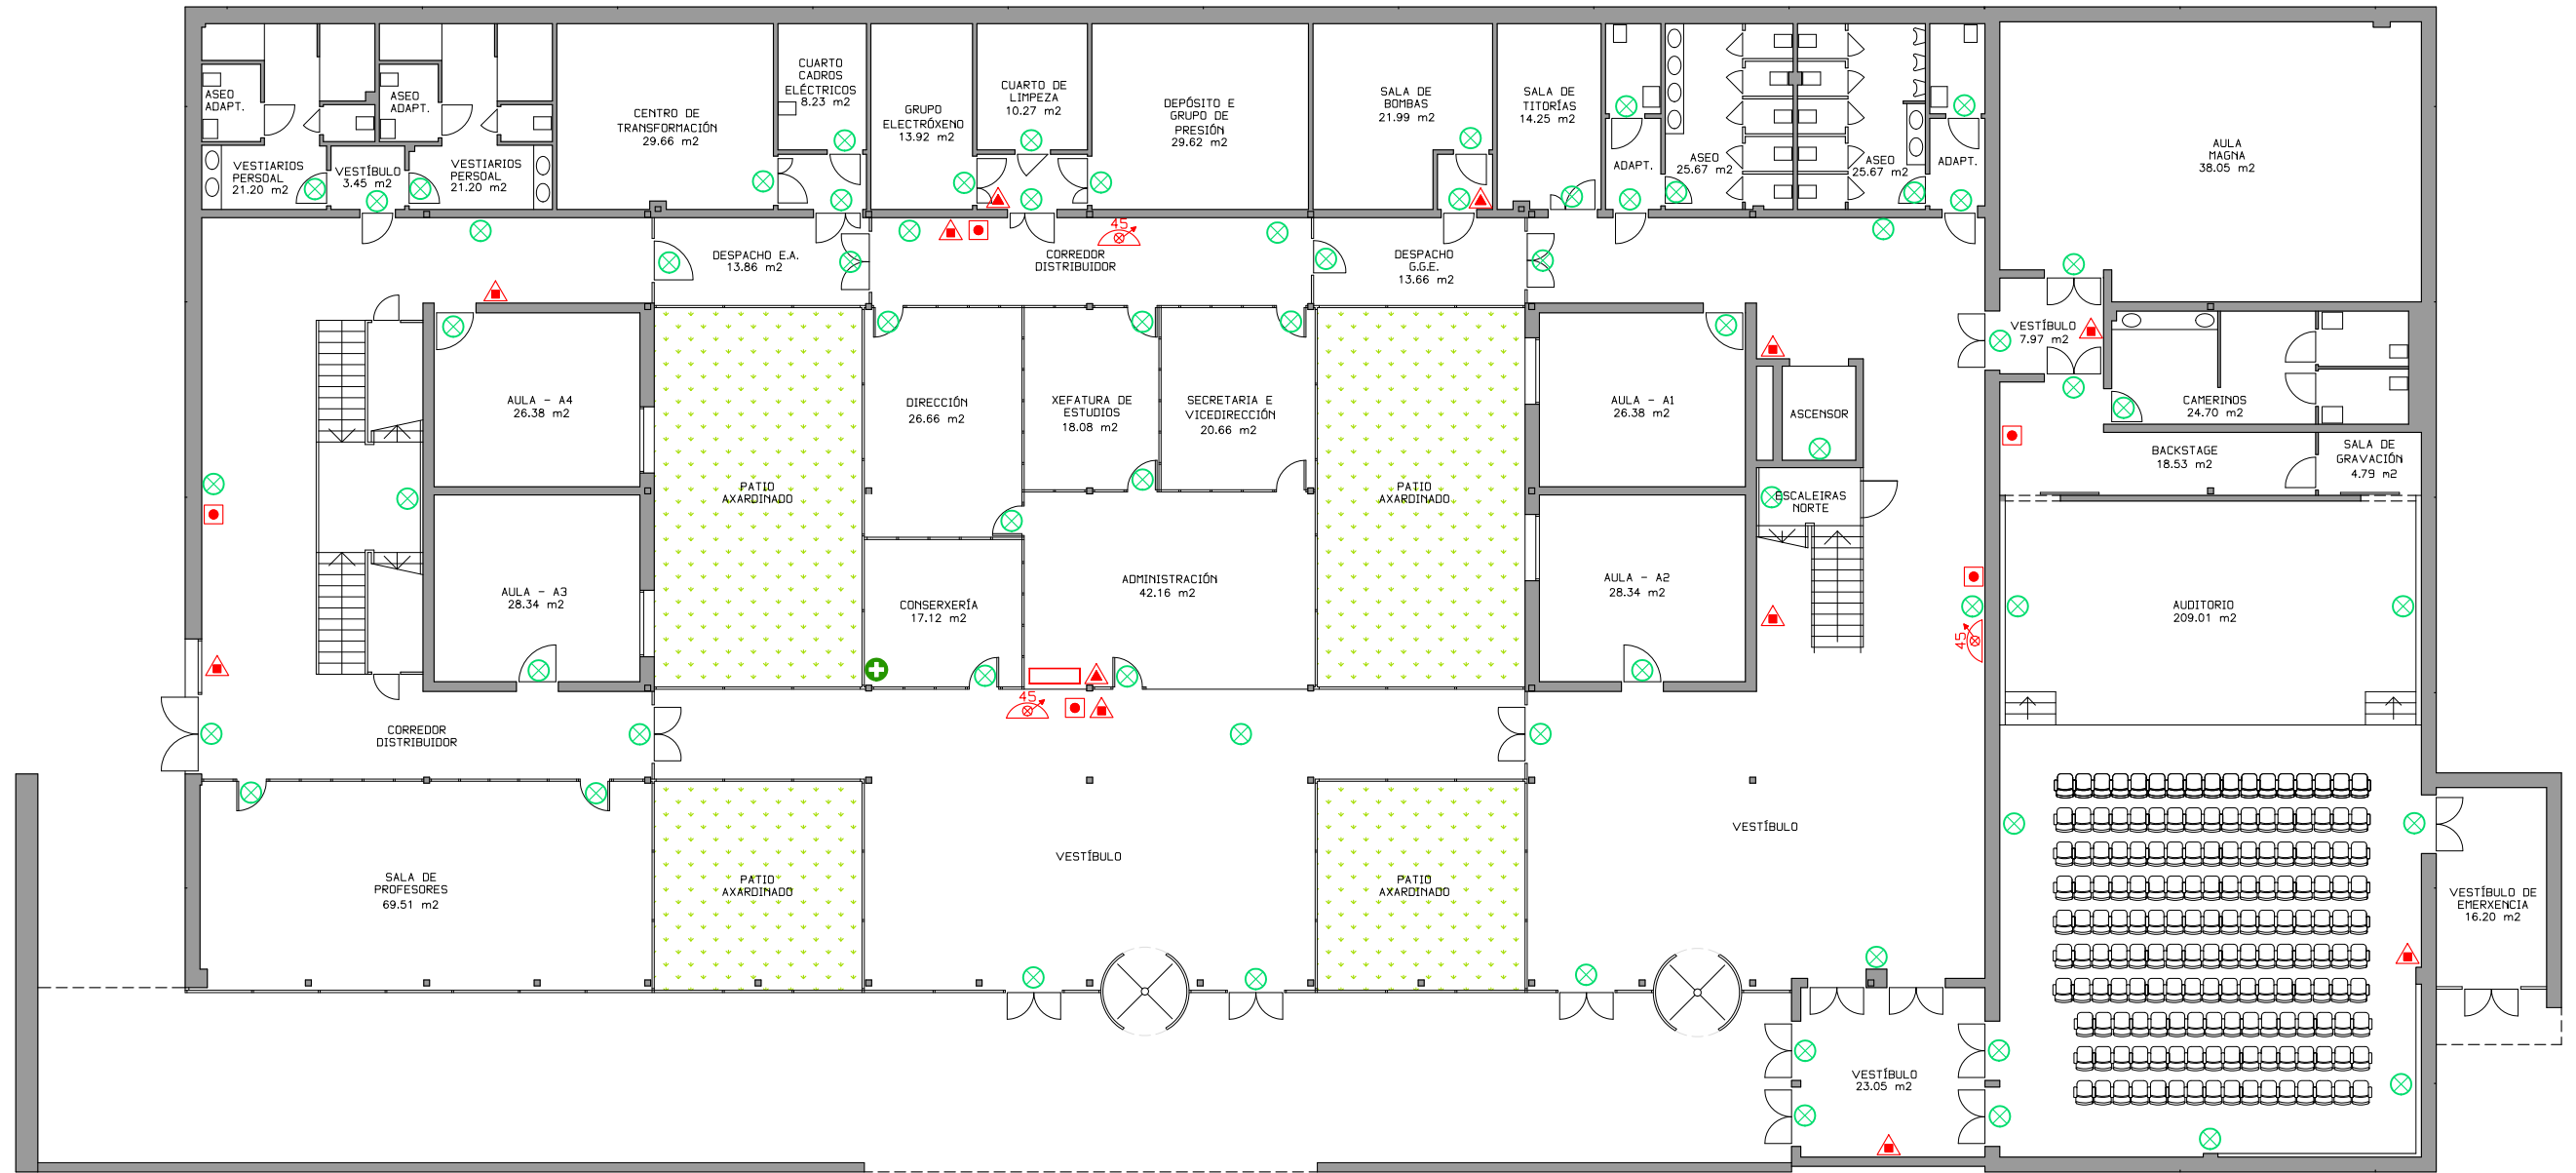 ASEO
ADAPT.
ASEO
ADAPT.
VESTIARIOS
PERSOAL
21.20 m2
VESTÍBULO
3.45 m2
VESTIARIOS
PERSOAL
21.20 m2
CENTRO DE
TRANSFORMACIÓN
29.66 m2
CUARTO
CADROS
ELÉCTRICOS
8.23 m2
GRUPO
ELECTRÓXENO
13.92 m2
CUARTO DE
LIMPEZA
10.27 m2
DEPÓSITO E
GRUPO DE
PRESIÓN
29.62 m2
SALA DE
BOMBAS
21.99 m2
SALA DE
TITORÍAS
14.25 m2
ADAPT.
ASEO
25.67 m2
ASEO
25.67 m2
ADAPT.
AULA
MAGNA
38.05 m2
DESPACHO E.A.
13.86 m2
CORREDOR
DISTRIBUIDOR
45
DESPACHO
G.G.E.
13.66 m2
VESTÍBULO
7.97 m2
AULA - A4
26.38 m2
DIRECCIÓN
26.66 m2
XEFATURA DE
ESTUDIOS
18.08 m2
SECRETARIA E
VICEDIRECCIÓN
20.66 m2
AULA - A1
26.38 m2
ASCENSOR
CAMERINOS
24.70 m2
BACKSTAGE
18.53 m2
SALA DE
GRAVACIÓN
4.79 m2
PATIO
AXARDINADO
PATIO
AXARDINADO
ESCALEIRAS
NORTE
AULA - A3
28.34 m2
CONSERXERÍA
17.12 m2
ADMINISTRACIÓN
42.16 m2
AULA - A2
28.34 m2
AUDITORIO
209.01 m2
45
45
CORREDOR
DISTRIBUIDOR
VESTÍBULO
VESTÍBULO
SALA DE
PROFESORES
69.51 m2
PATIO
AXARDINADO
PATIO
AXARDINADO
VESTÍBULO DE
EMERXENCIA
16.20 m2
VESTÍBULO
23.05 m2